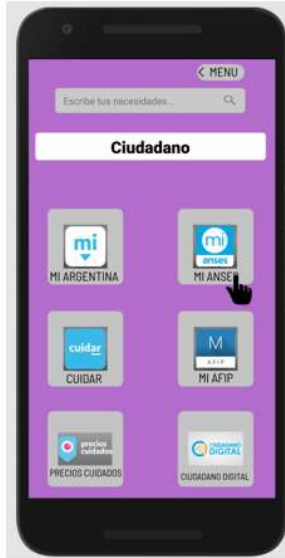 < MENU
Escribe tus necesidades...
Ciudadano
mi
MI ARGENTINA
mi
anses
MI ANSES
cuidar
CUIDAR
M
AFIP
MI AFIP
precios
cuidados
PRECIOS CUIDADOS
CIUDADANO
DIGITAL
CIUDADANO DIGITAL